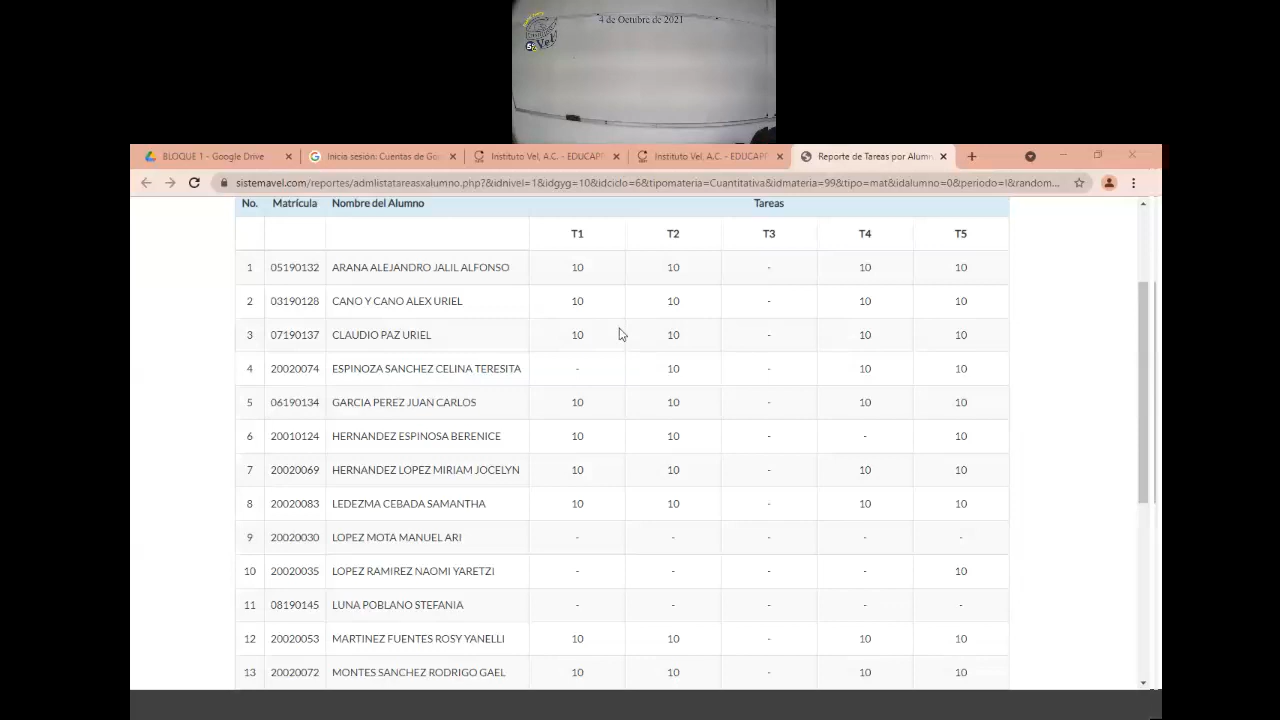 4 de Octubre de 2021
Vel
BLOQUE 1 - Google Drive
Inicia sesión: Cuentas de Go
Instituto Vel, A.C. - EDUCAPP
Instituto Vel, A.C. - EDUCAPP
Reporte de Tareas por Alumn
sistemavel.com/reportes/admlistatareasxalumno.php?&idnivel=1&idgyg=10&idciclo=6&tipomateria=Cuantitativa&idmateria=99&tipo=mat&idalumno=0&periodo=I&random...
No. Matrícula Nombre del Alumno Tareas
T1 T2 T3 T4 T5
1 05190132 ARANA ALEJANDRO JALIL ALFONSO 10 10 - 10 10
2 03190128 CANO Y CANO ALEX URIEL 10 10 - 10 10
3 07190137 CLAUDIO PAZ URIEL 10 10 - 10 10
4 20020074 ESPINOZA SANCHEZ CELINA TERESITA - 10 - 10 10
5 06190134 GARCIA PEREZ JUAN CARLOS 10 10 - 10 10
6 20010124 HERNANDEZ ESPINOSA BERENICE 10 10 - - 10
7 20020069 HERNANDEZ LOPEZ MIRIAM JOCELYN 10 10 - 10 10
8 20020083 LEDEZMA CEBADA SAMANTHA 10 10 - 10 10
9 20020030 LOPEZ MOTA MANUEL ARI - - - - -
10 20020035 LOPEZ RAMIREZ NAOMI YARETZI - - - - 10
11 08190145 LUNA POBLANO STEFANIA - - - - -
12 20020053 MARTINEZ FUENTES ROSY YANELLI 10 10 - 10 10
13 20020072 MONTES SANCHEZ RODRIGO GAEL 10 10 - 10 10